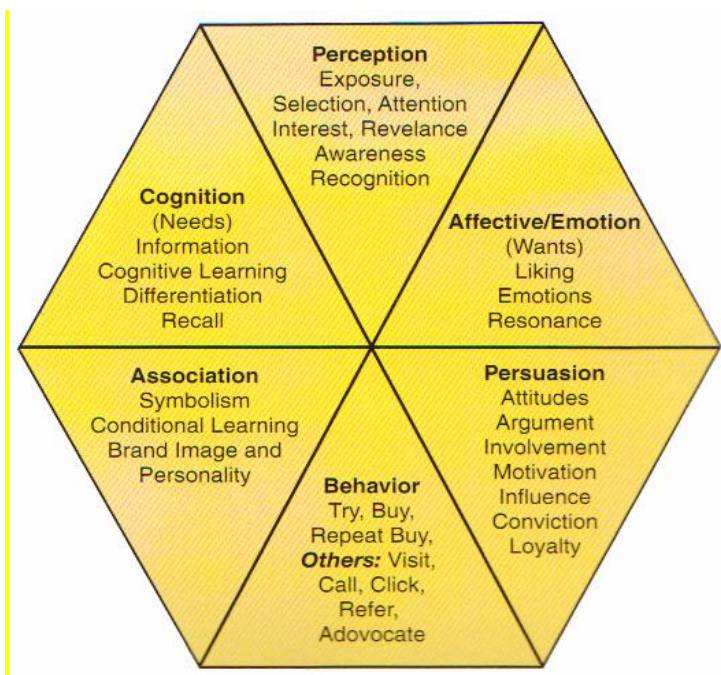 Perception
Exposure,
Selection, Attention
Interest, Revelance
Awareness
Recognition
Cognition
(Needs)
Information
Cognitive Learning
Differentiation
Recall
Affective/Emotion
(Wants)
Liking
Emotions
Resonance
Association
Symbolism
Conditional Learning
Brand Image and
Personality
Behavior
Try, Buy,
Repeat Buy,
Others: Visit,
Call, Click,
Refer,
Adovocate
Persuasion
Attitudes
Argument
Involvement
Motivation
Influence
Conviction
Loyalty